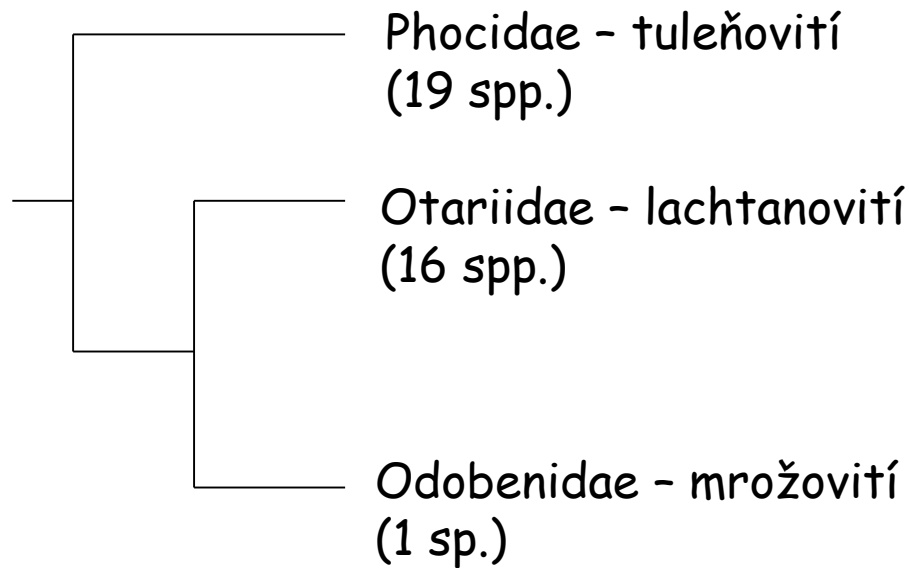 Phocidae – tuleňovití
(19 spp.)
Otariidae – lachtanovití
(16 spp.)
Odobenidae – mrožovití
(1 sp.)